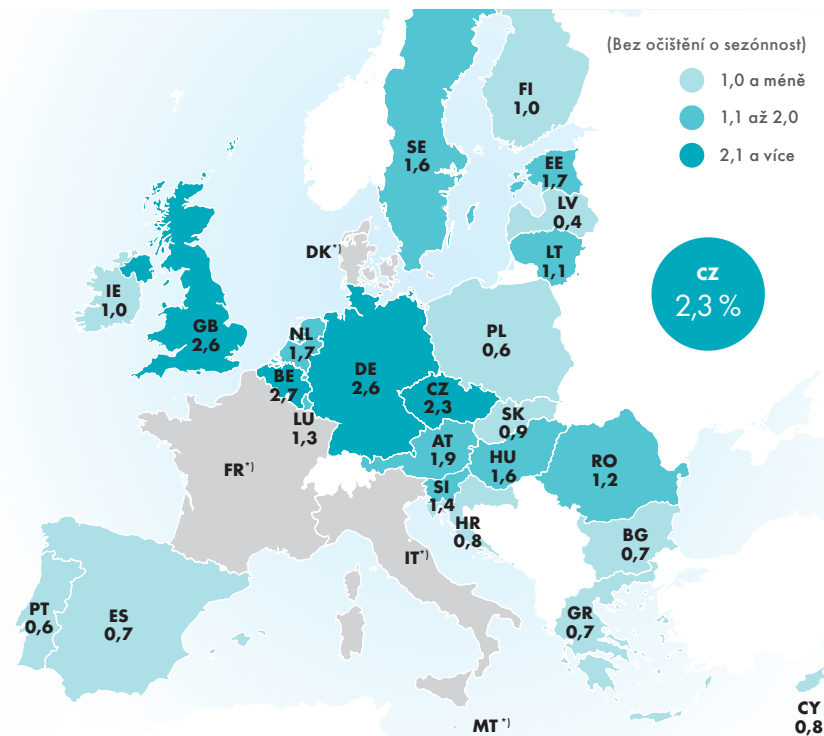 (Bez očištění o sezónnost)
1,0 a méně
1,1 až 2,0
2,1 a více
CZ
2,3 %
FI
1,0
SE
1,6
EE
1,7
LV
0,4
LT
1,1
DK*)
IE
1,0
GB
2,6
NL
1,7
BE
2,7
LU
1,3
DE
2,6
PL
0,6
CZ
2,3
SK
0,9
AT
1,9
HU
1,6
RO
1,2
SI
1,4
HR
0,8
FR*)
IT*)
BG
0,7
PT
0,6
ES
0,7
GR
0,7
MT*)
CY
0,8